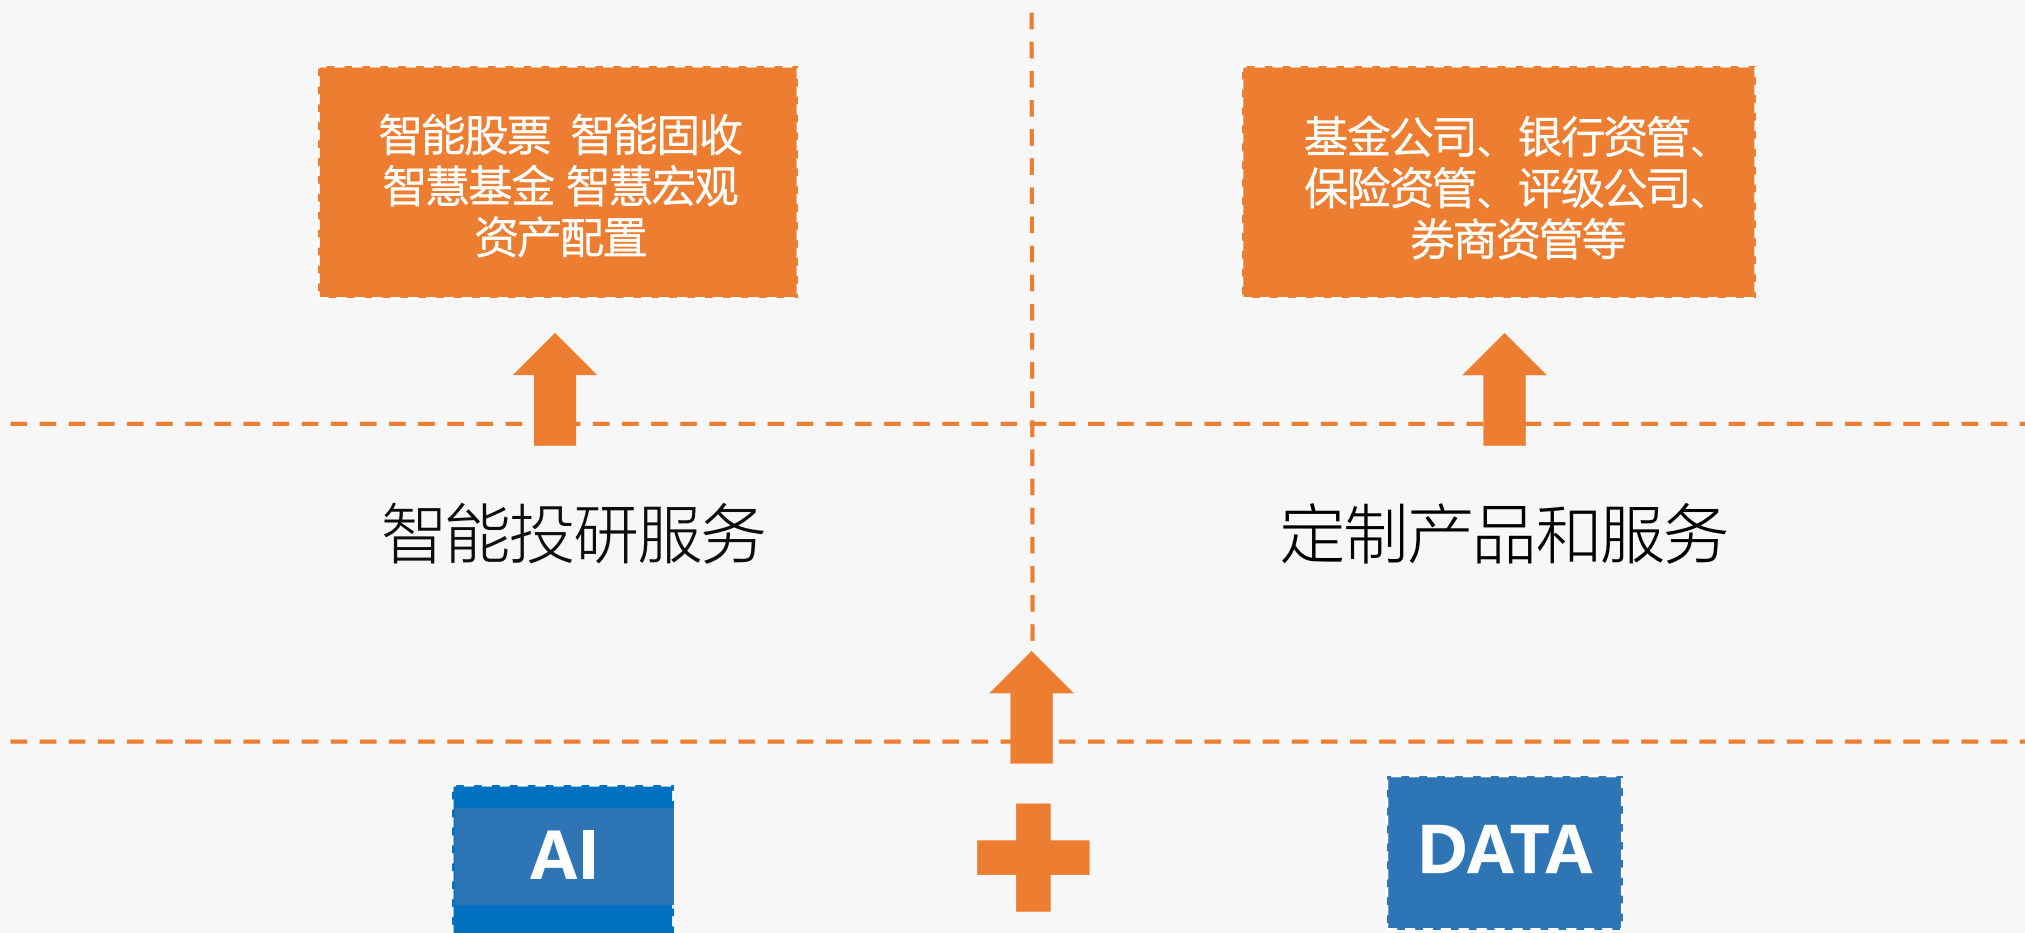 智能股票 智能固收
智慧基金 智慧宏观
资产配置
基金公司、银行资管、
保险资管、评级公司、
券商资管等
智能投研服务
定制产品和服务
AI
DATA